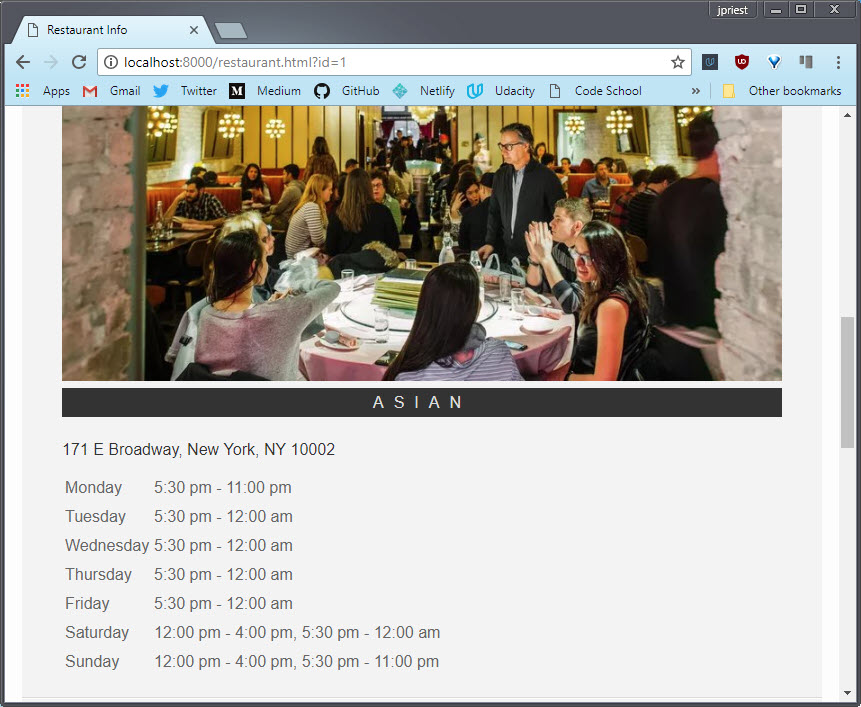 jpriest
Restaurant Info
localhost:8000/restaurant.html?id=1
Apps Gmail Twitter Medium GitHub Netlify Udacity Code School » Other bookmarks
ASIAN
171 E Broadway, New York, NY 10002
Monday 5:30 pm - 11:00 pm
Tuesday 5:30 pm - 12:00 am
Wednesday 5:30 pm - 12:00 am
Thursday 5:30 pm - 12:00 am
Friday 5:30 pm - 12:00 am
Saturday 12:00 pm - 4:00 pm, 5:30 pm - 12:00 am
Sunday 12:00 pm - 4:00 pm, 5:30 pm - 11:00 pm